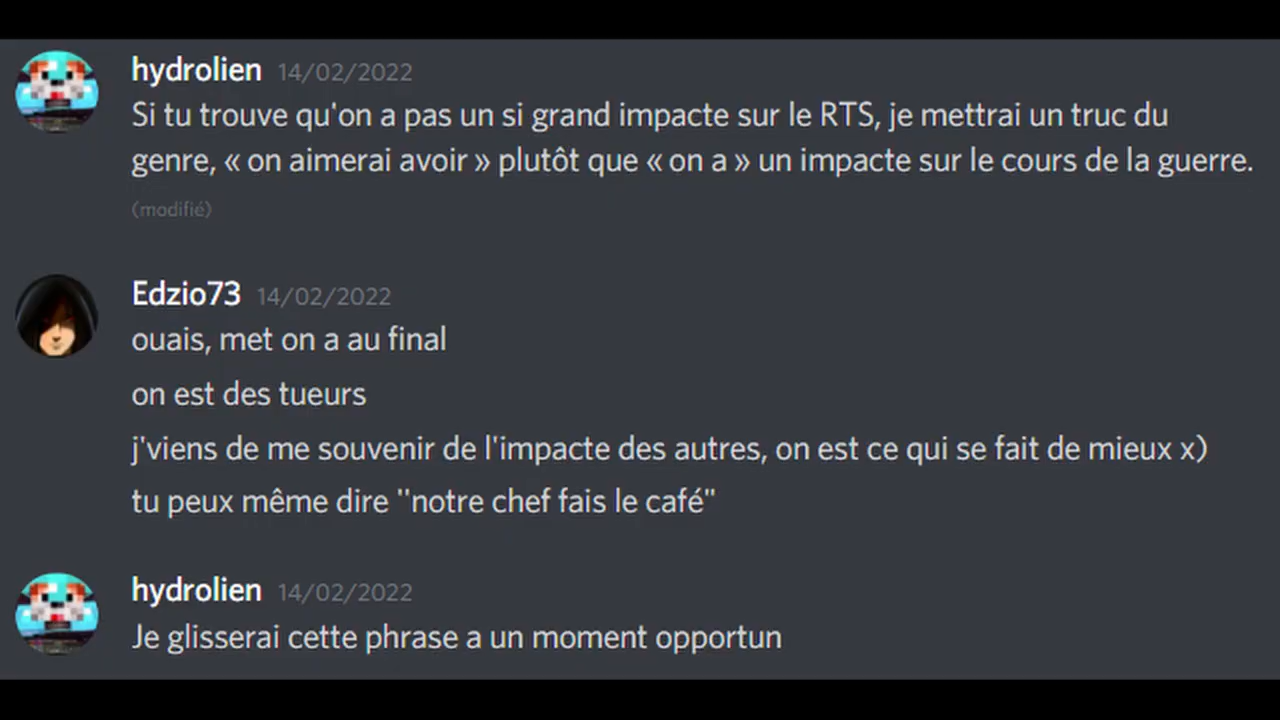 hydrolien 14/02/2022
Si tu trouve qu'on a pas un si grand impacte sur le RTS, je mettrai un truc du
genre, « on aimerai avoir » plutôt que « on a » un impacte sur le cours de la guerre.
(modifié)
Edzio73 14/02/2022
ouais, met on a au final
on est des tueurs
j'viens de me souvenir de l'impacte des autres, on est ce qui se fait de mieux x)
tu peux même dire ''notre chef fais le café"
hydrolien 14/02/2022
Je glisserai cette phrase a un moment opportun